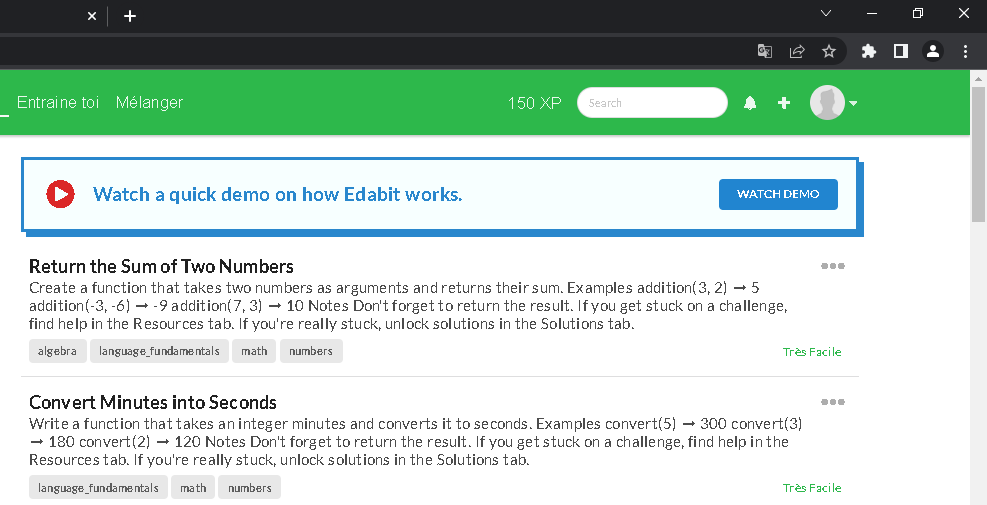 Entraine toi Mélanger 150 XP Search
Watch a quick demo on how Edabit works. WATCH DEMO
Return the Sum of Two Numbers
Create a function that takes two numbers as arguments and returns their sum. Examples addition(3, 2) → 5
addition(-3, -6) → -9 addition(7, 3) → 10 Notes Don't forget to return the result. If you get stuck on a challenge,
find help in the Resources tab. If you're really stuck, unlock solutions in the Solutions tab.
algebra language_fundamentals math numbers Très Facile
Convert Minutes into Seconds
Write a function that takes an integer minutes and converts it to seconds. Examples convert(5) → 300 convert(3)
→ 180 convert(2) → 120 Notes Don't forget to return the result. If you get stuck on a challenge, find help in the
Resources tab. If you're really stuck, unlock solutions in the Solutions tab.
language_fundamentals math numbers Très Facile